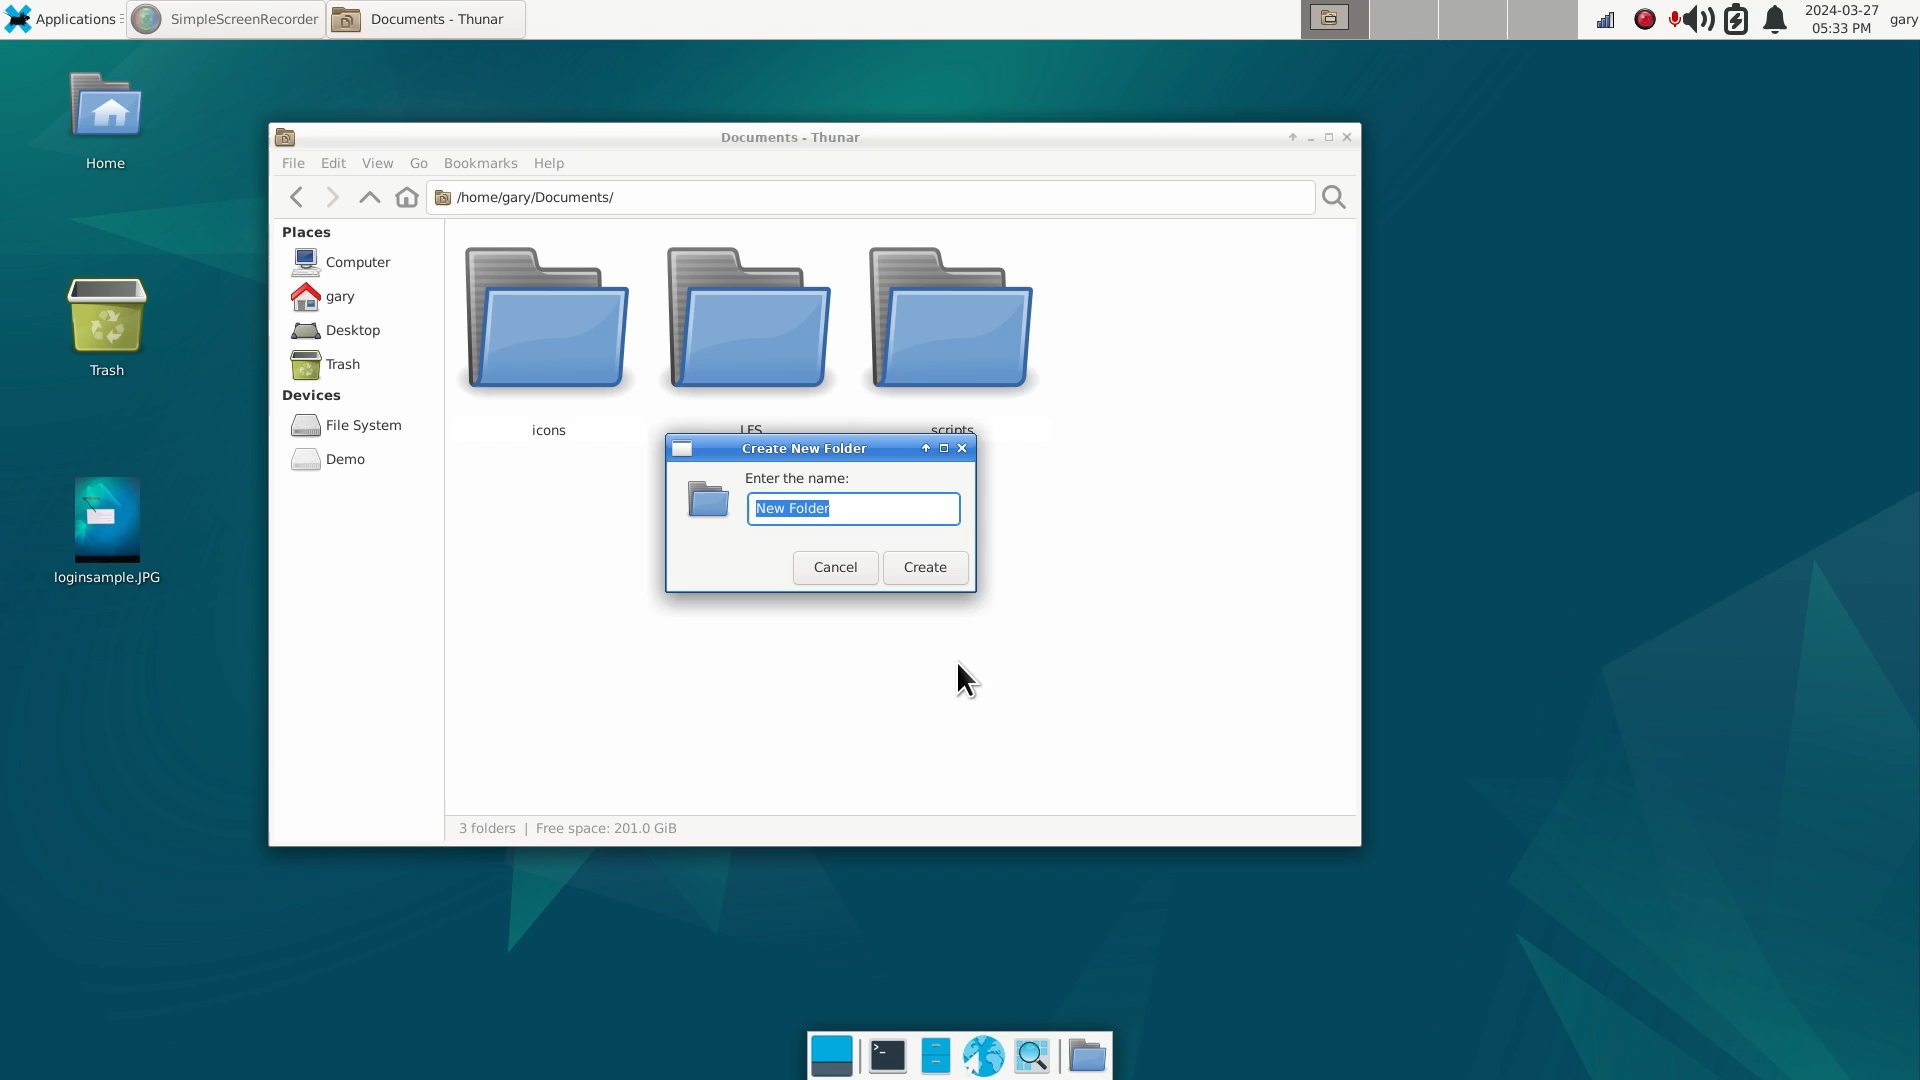 Applications
SimpleScreenRecorder
Documents - Thunar
2024-03-27
05:33 PM
gary
Home
Trash
loginsample.JPG
Documents - Thunar
File Edit View Go Bookmarks Help
/home/gary/Documents/
Places
Computer
gary
Desktop
Trash
Devices
File System
Demo
icons
LFS
scripts
Create New Folder
Enter the name:
New Folder
Cancel
Create
3 folders | Free space: 201.0 GiB